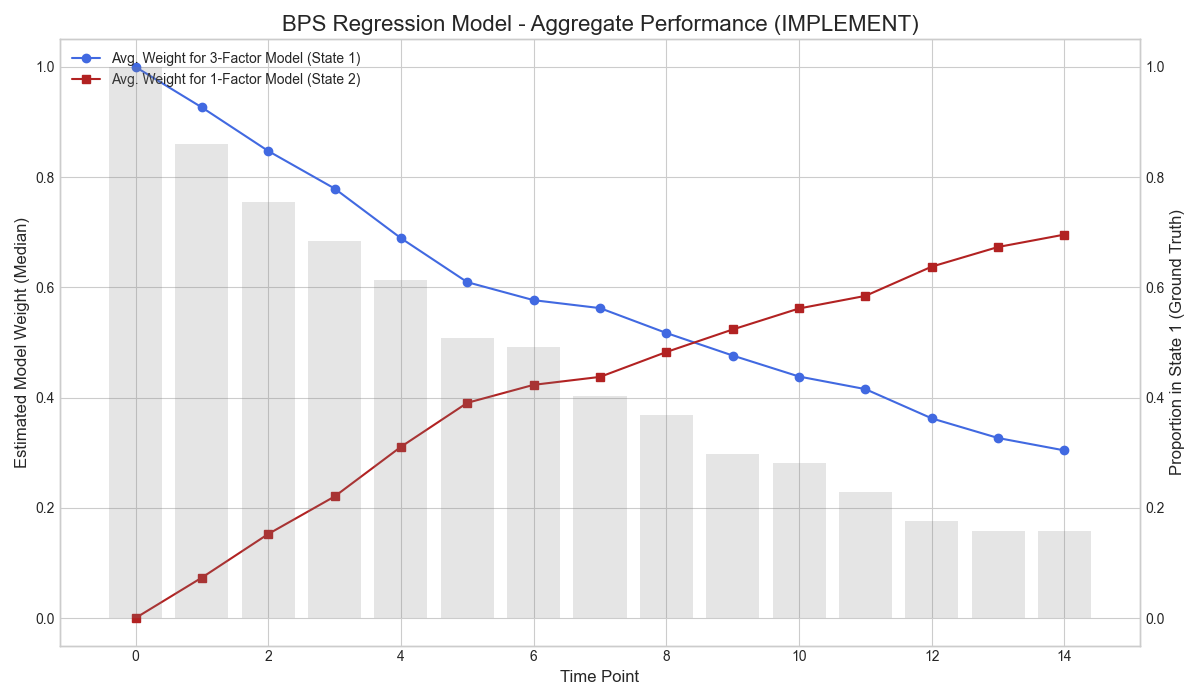 BPS Regression Model - Aggregate Performance (IMPLEMENT)
Avg. Weight for 3-Factor Model (State 1)
Avg. Weight for 1-Factor Model (State 2)
Estimated Model Weight (Median)
1.0
0.8
0.6
0.4
0.2
0.0
1.0
0.8
0.6
0.4
0.2
0.0
Proportion in State 1 (Ground Truth)
0 2 4 6 8 10 12 14
Time Point